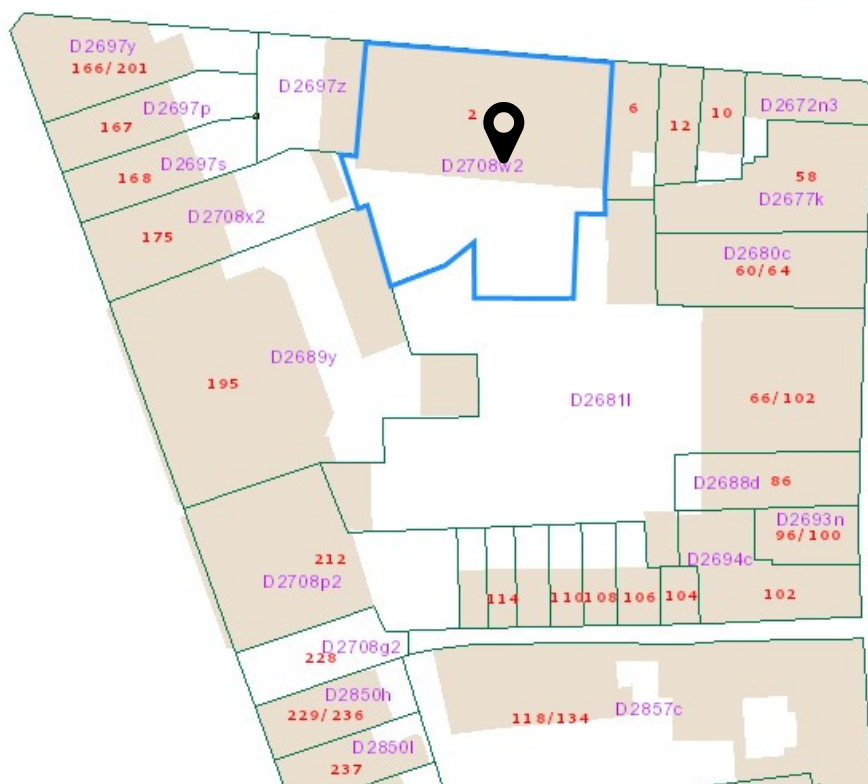 D2697y
166/201
D2697z
D2697p
167
D2697s
168
D2708x2
175
2
D2708w2
6
12
10
D2672n3
58
D2677k
D2680c
60/64
D2689y
195
D2681l
66/102
D2688d
86
D2693n
96/100
D2694c
212
D2708p2
114
110
108
106
104
102
D2708g2
228
D2850h
229/236
D2857c
118/134
D2850l
237